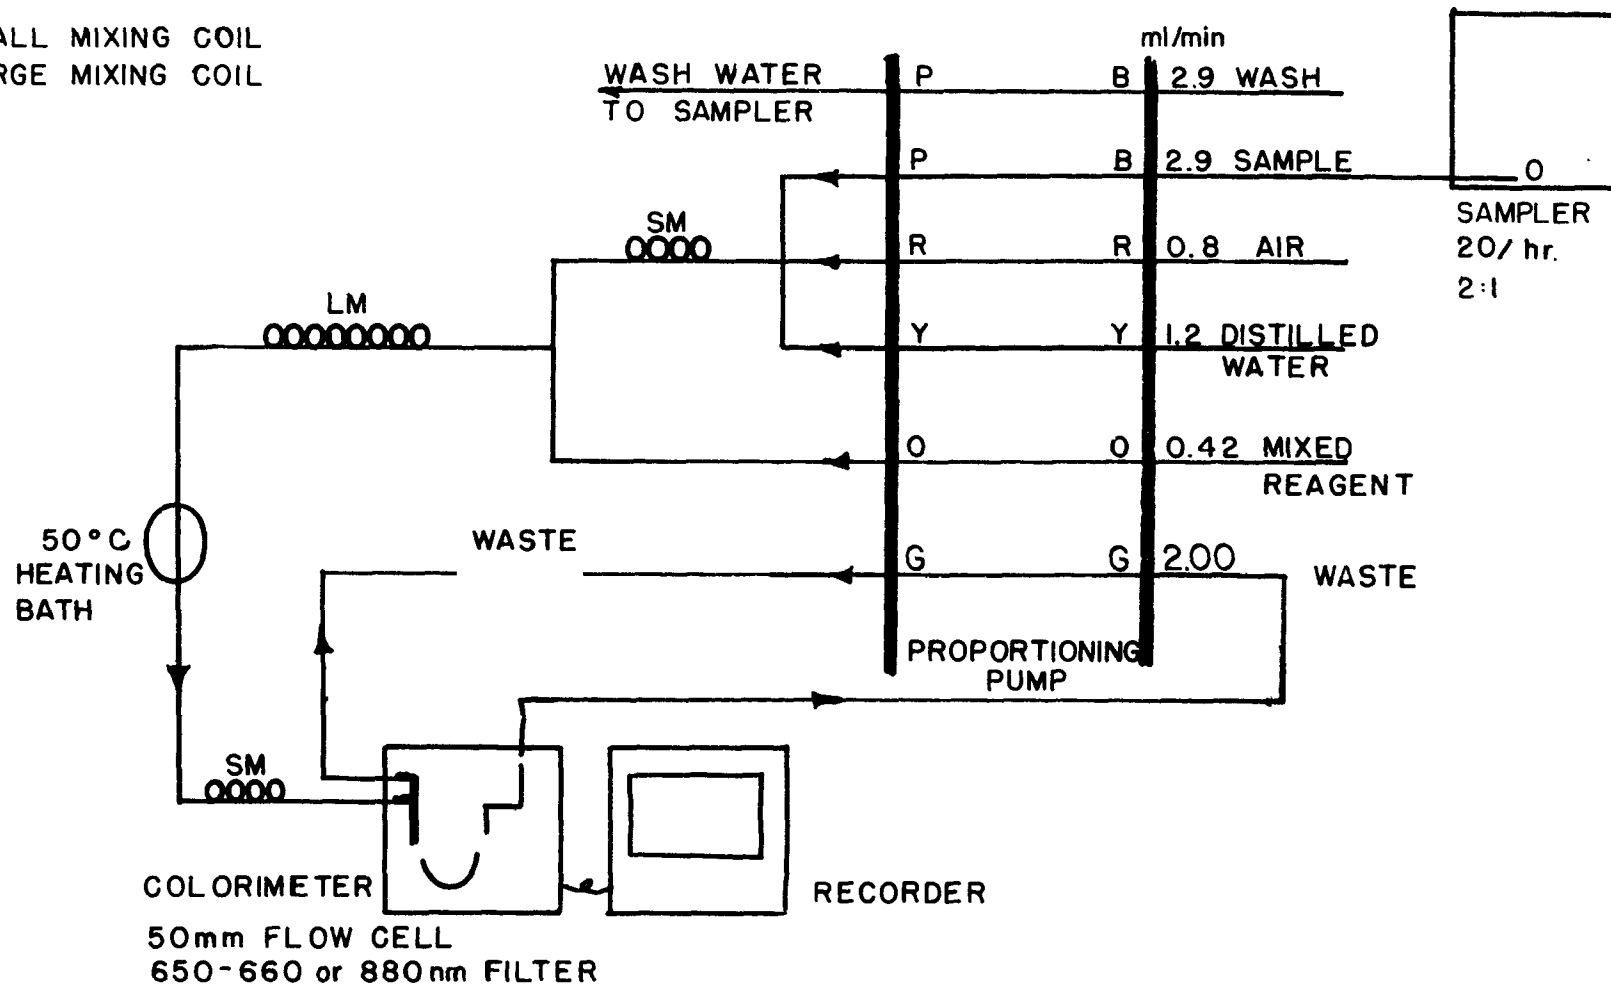 ALL MIXING COIL
RGE MIXING COIL
ml/min
WASH WATER
TO SAMPLER
P B 2.9 WASH
P B 2.9 SAMPLE
O
SAMPLER
20/hr.
2:1
SM
R R 0.8 AIR
LM
Y Y 1.2 DISTILLED
WATER
O O 0.42 MIXED
REAGENT
50°C
HEATING
BATH
WASTE
G G 2.00
WASTE
PROPORTIONING
PUMP
SM
COLORIMETER
RECORDER
50mm FLOW CELL
650-660 or 880nm FILTER